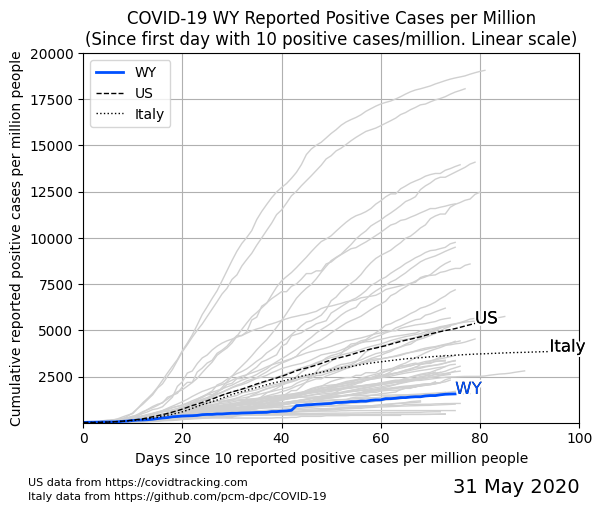 COVID-19 WY Reported Positive Cases per Million
(Since first day with 10 positive cases/million. Linear scale)
Cumulative reported positive cases per million people
20000
17500
15000
12500
10000
7500
5000
2500
WY
US
Italy
US
Italy
WY
0 20 40 60 80 100
Days since 10 reported positive cases per million people
US data from https://covidtracking.com
Italy data from https://github.com/pcm-dpc/COVID-19
31 May 2020